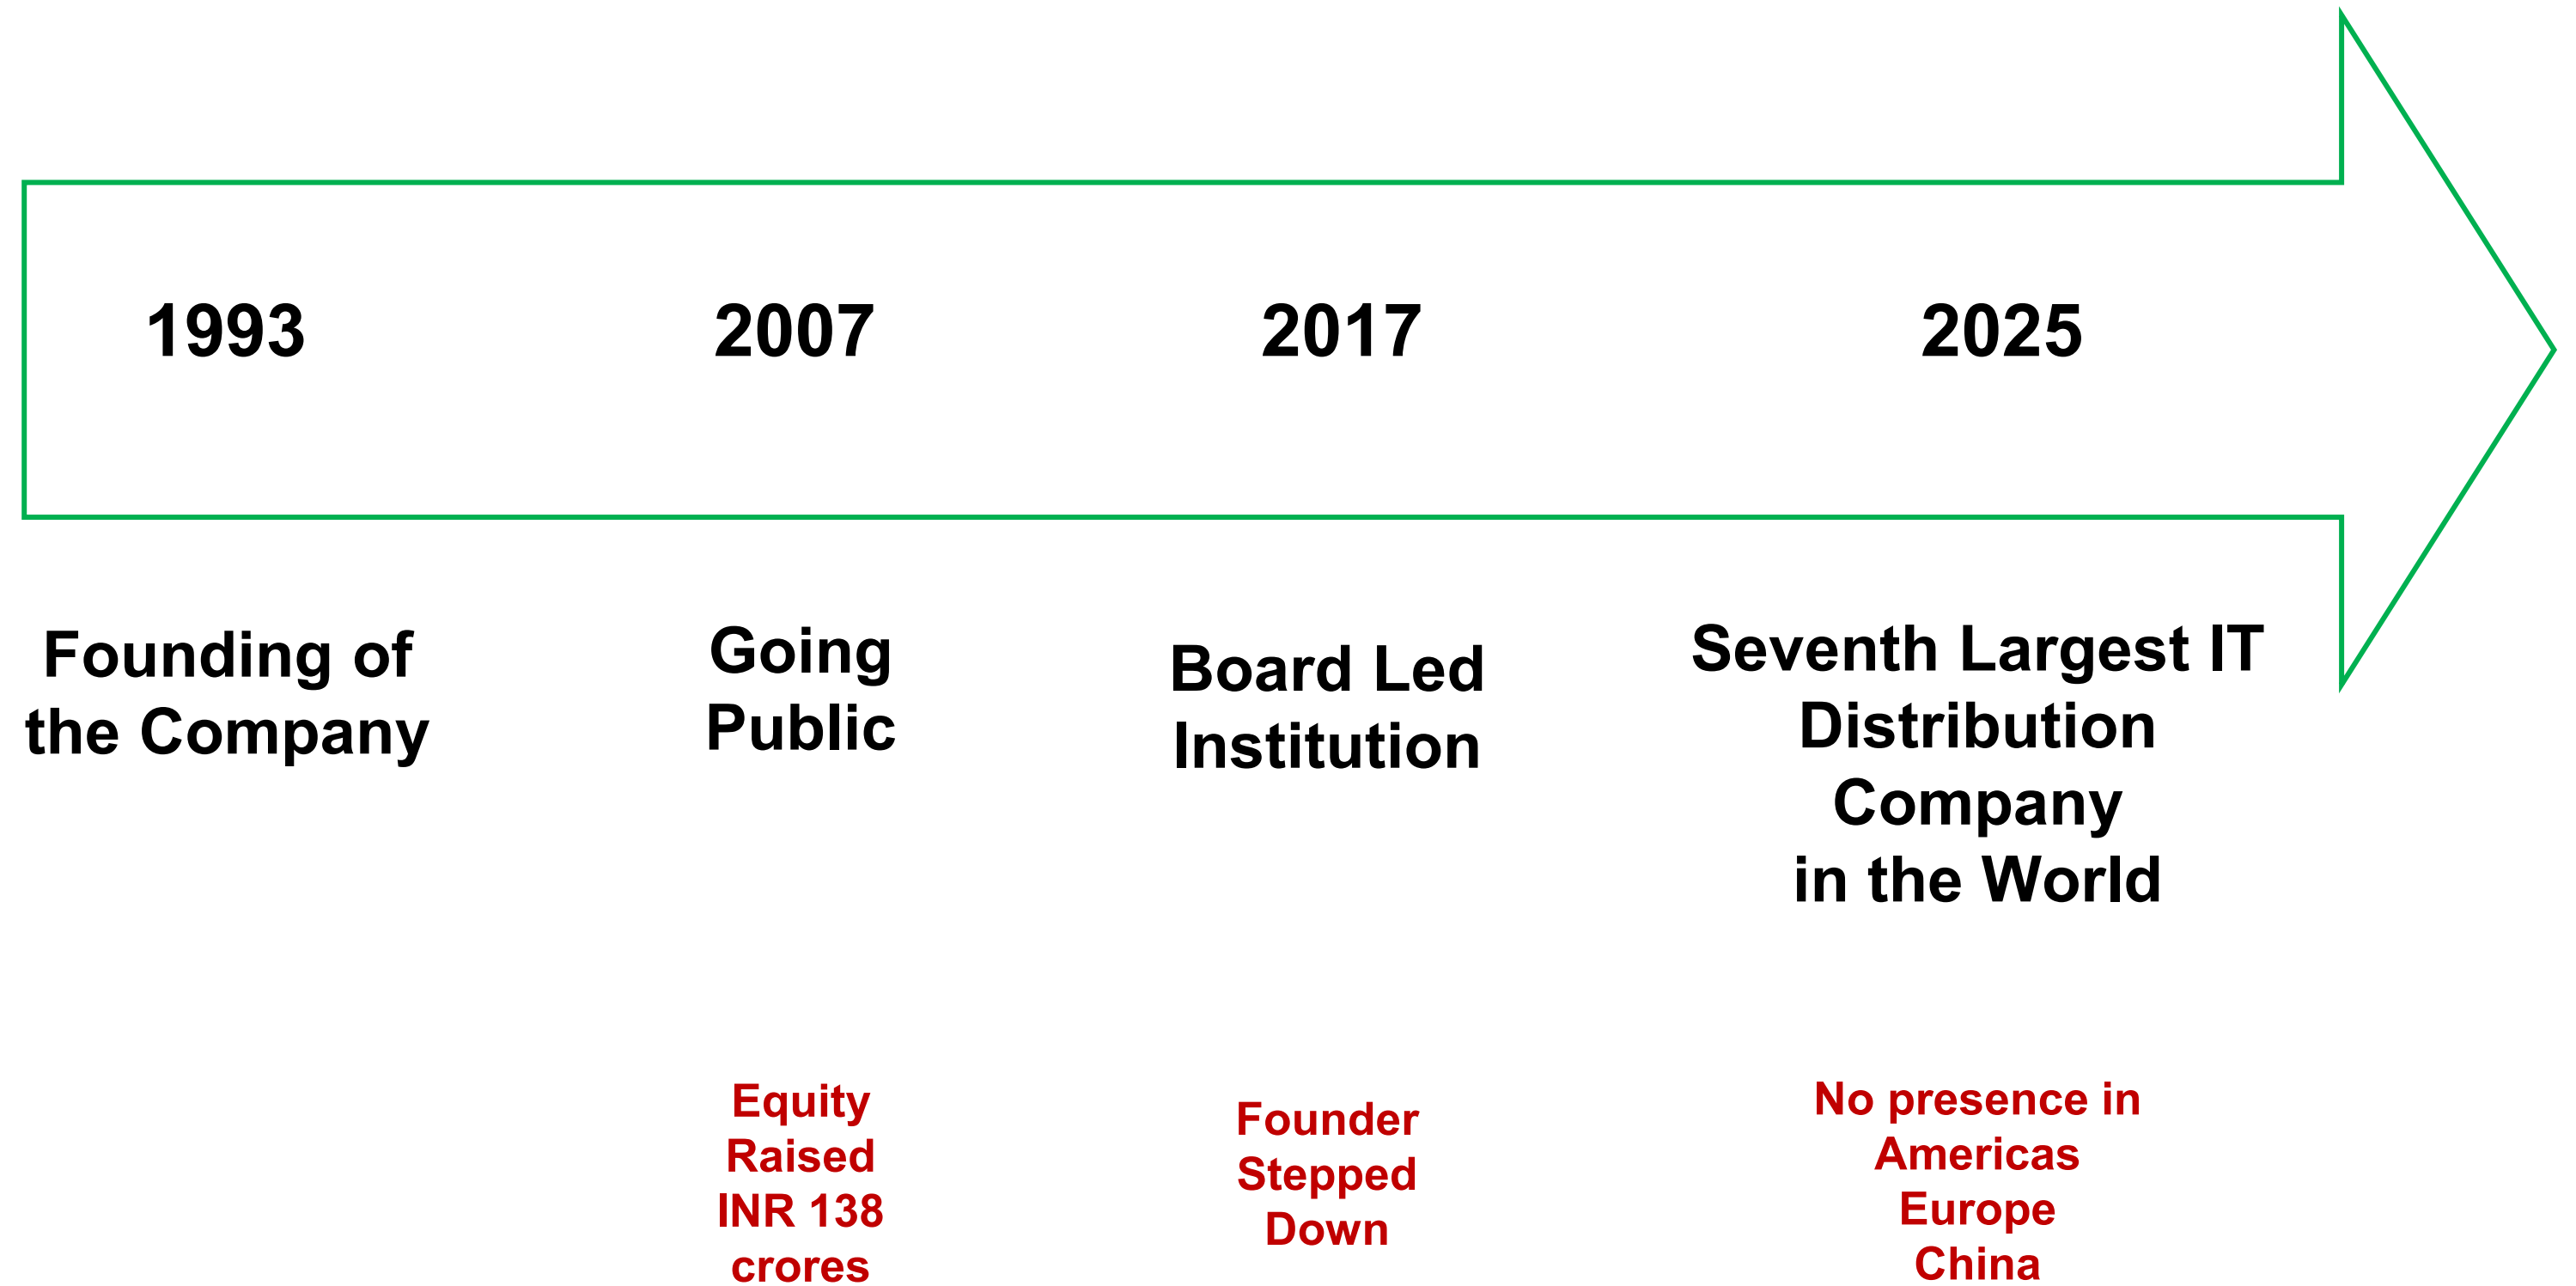 1993
2007
2017
2025
Founding of
the Company
Going
Public
Board Led
Institution
Seventh Largest IT
Distribution
Company
in the World
Equity
Raised
INR 138
crores
Founder
Stepped
Down
No presence in
Americas
Europe
China